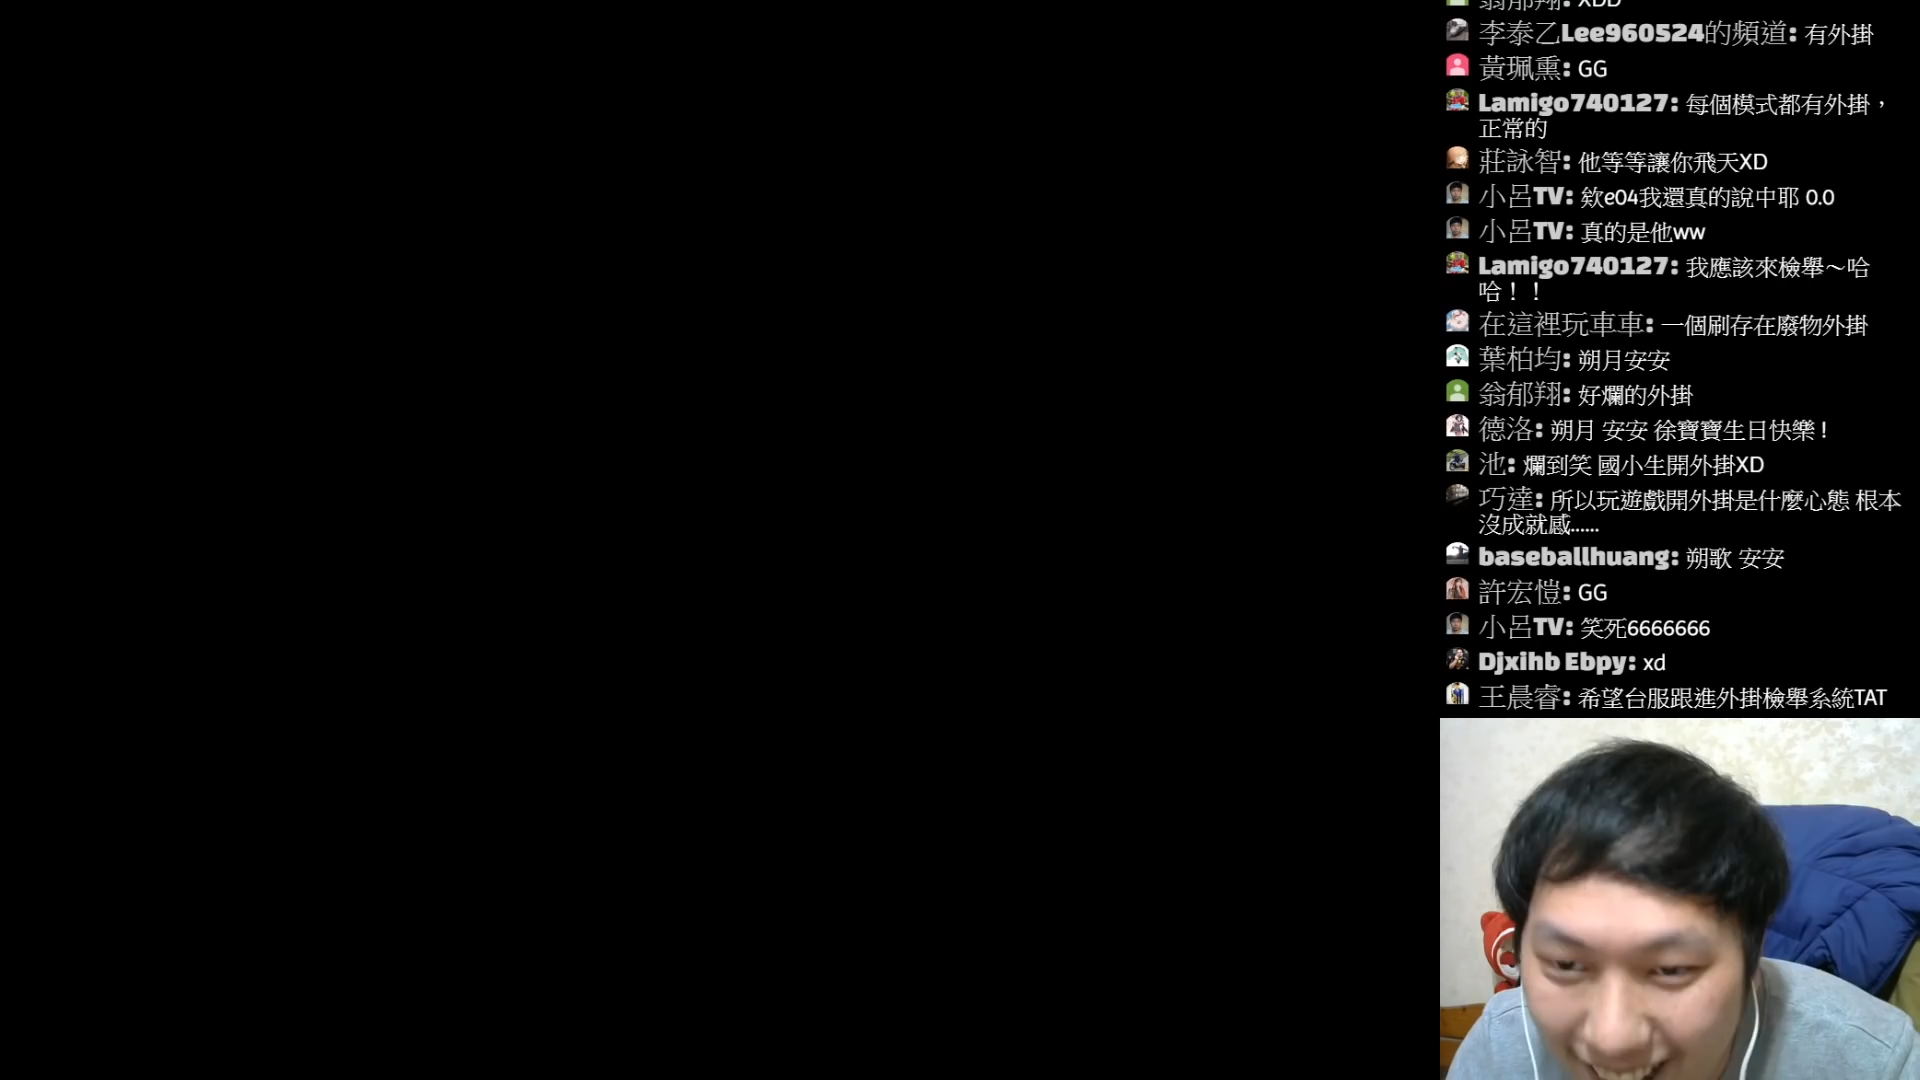 翁郁翔: XDD
李泰乙Lee960524的頻道: 有外掛
黃珮熏: GG
Lamigo740127: 每個模式都有外掛，
正常的
莊詠智: 他等等讓你飛天XD
小呂TV: 欸e04我還真的說中耶 0.0
小呂TV: 真的是他ww
Lamigo740127: 我應該來檢舉～哈
哈！！
在這裡玩車車: 一個刷存在廢物外掛
葉柏均: 朔月安安
翁郁翔: 好爛的外掛
德洛: 朔月 安安 徐寶寶生日快樂 !
池: 爛到笑 國小生開外掛XD
巧達: 所以玩遊戲開外掛是什麼心態 根本
沒成就感......
baseballhuang: 朔歌 安安
許宏愷: GG
小呂TV: 笑死6666666
Djxihb Ebpy: xd
王晨睿: 希望台服跟進外掛檢舉系統TAT